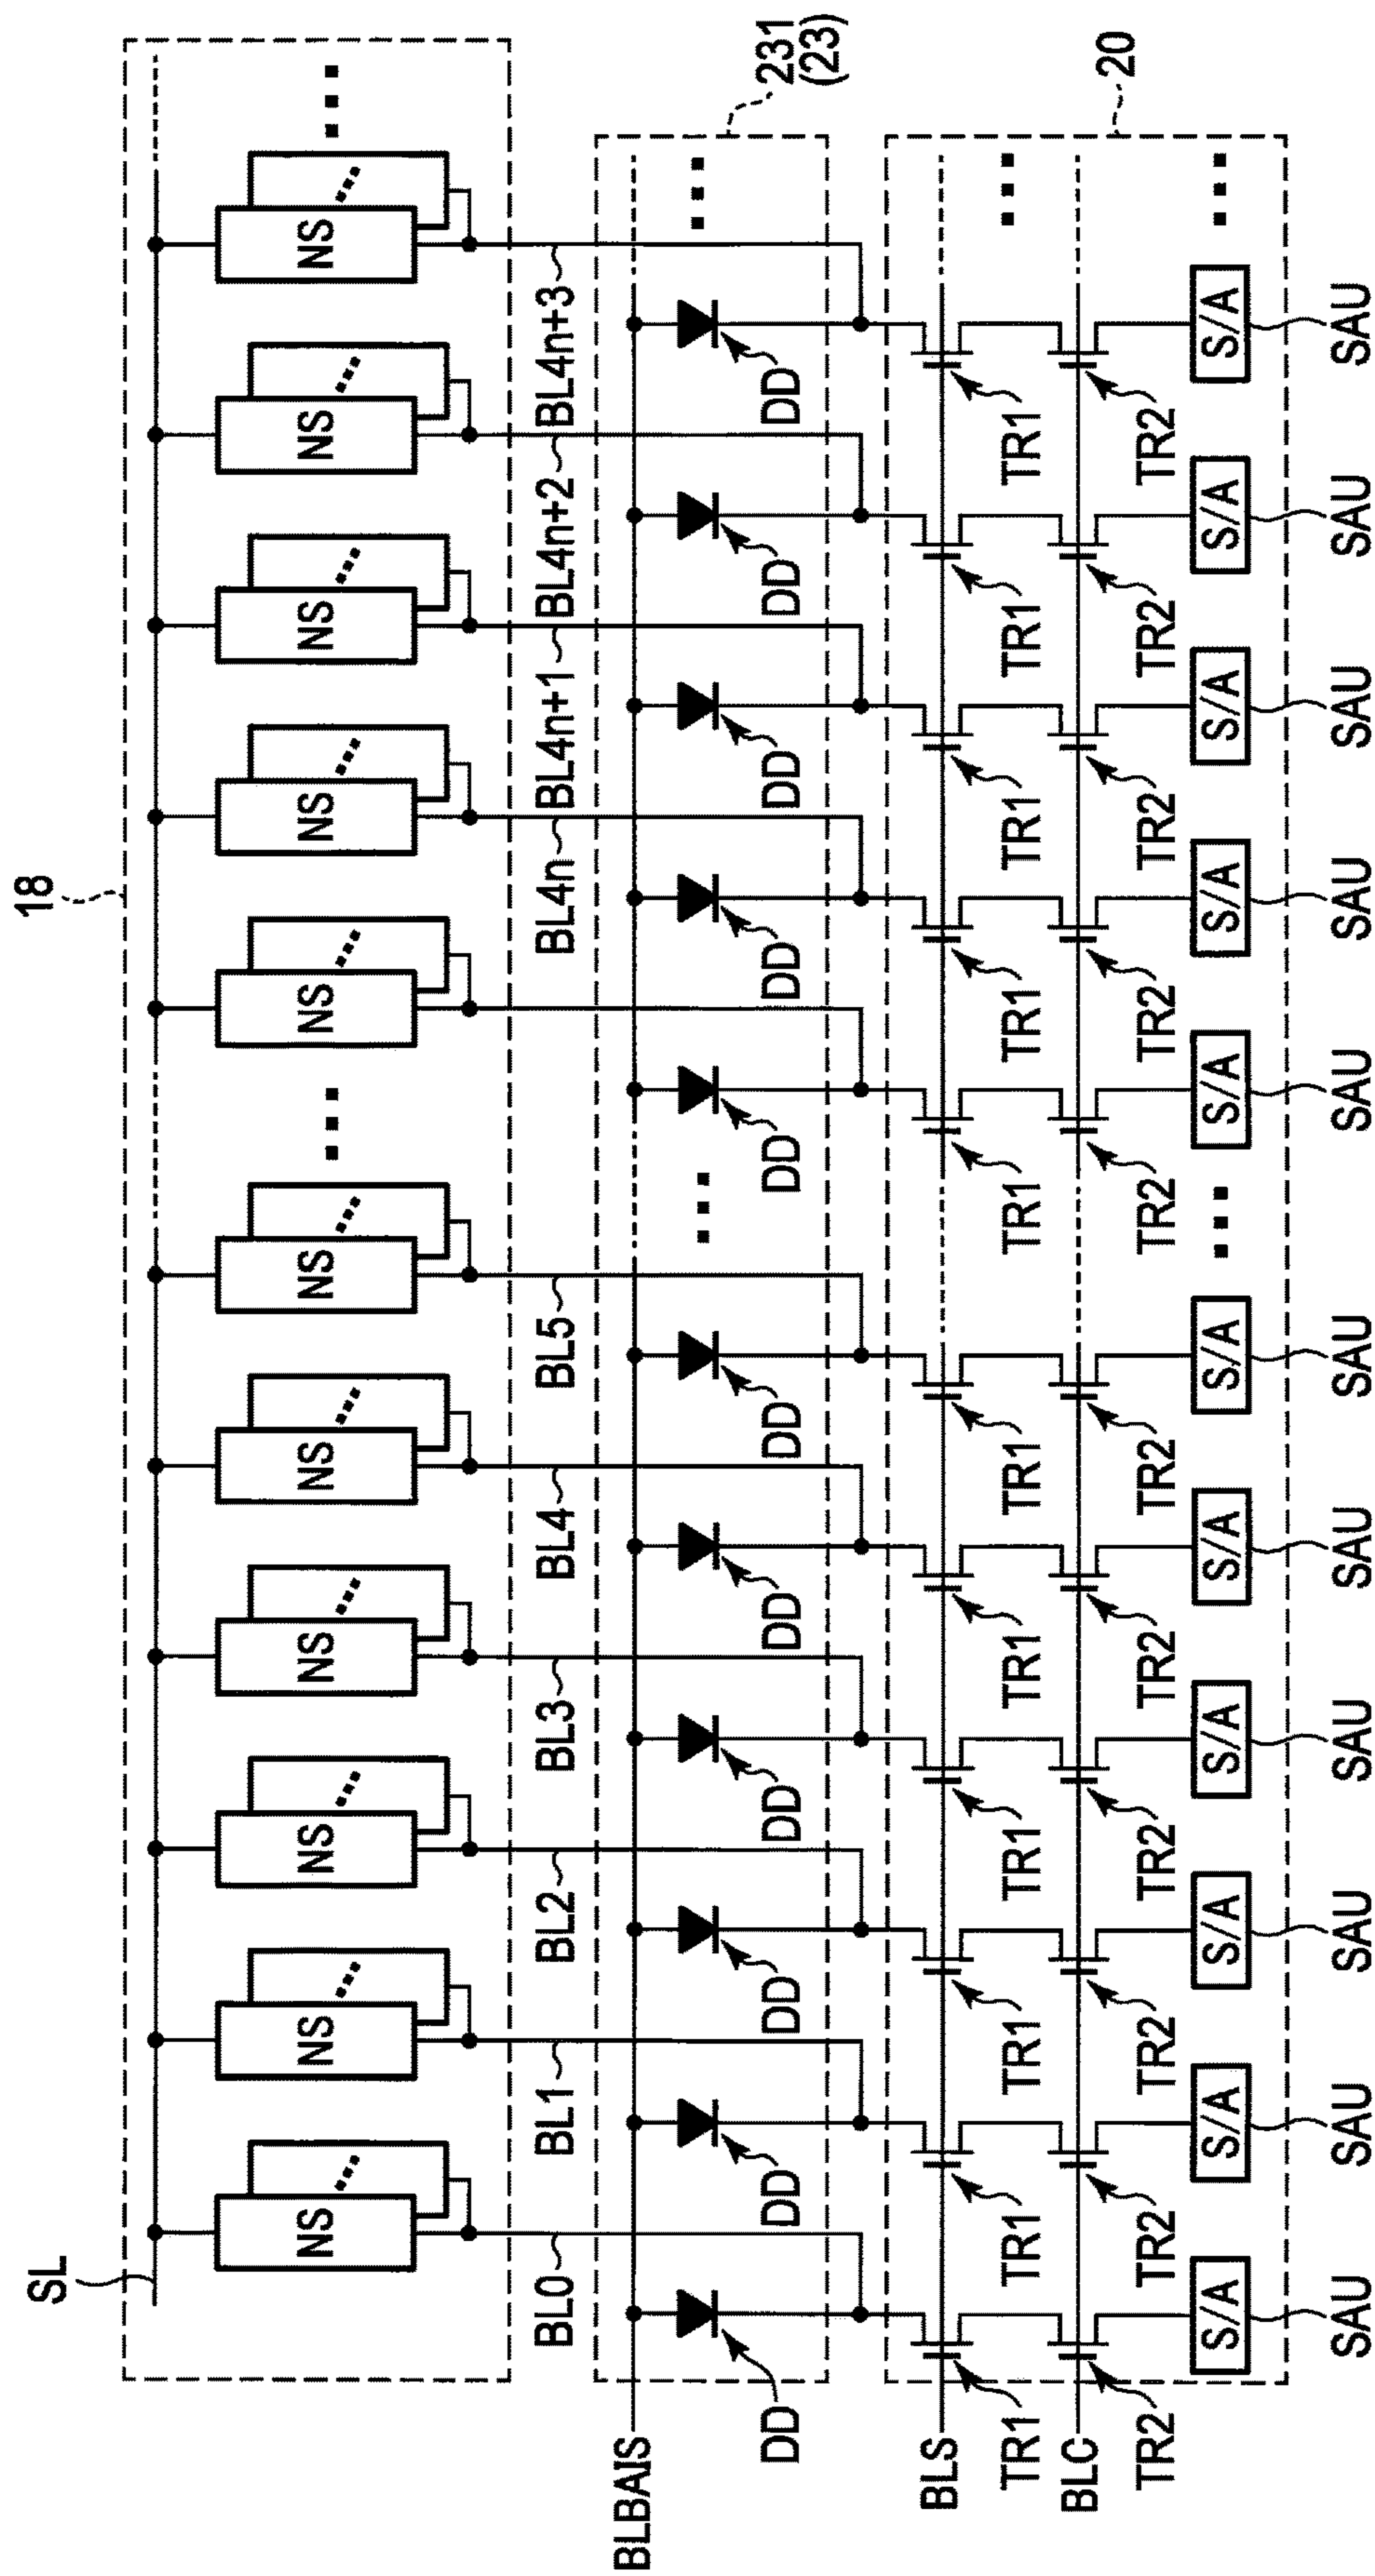 18
SL
NS NS NS NS NS NS NS NS NS NS NS
BL0 BL1 BL2 BL3 BL4 BL5 BL4n BL4n+1 BL4n+2 BL4n+3
BLBAIS
231
(23)
DD DD DD DD DD DD DD DD DD DD DD
BLS
TR1 TR1 TR1 TR1 TR1 TR1 TR1 TR1 TR1 TR1 TR1
20
BLC
TR2 TR2 TR2 TR2 TR2 TR2 TR2 TR2 TR2 TR2 TR2
S/A S/A S/A S/A S/A S/A S/A S/A S/A S/A S/A
SAU SAU SAU SAU SAU SAU SAU SAU SAU SAU SAU